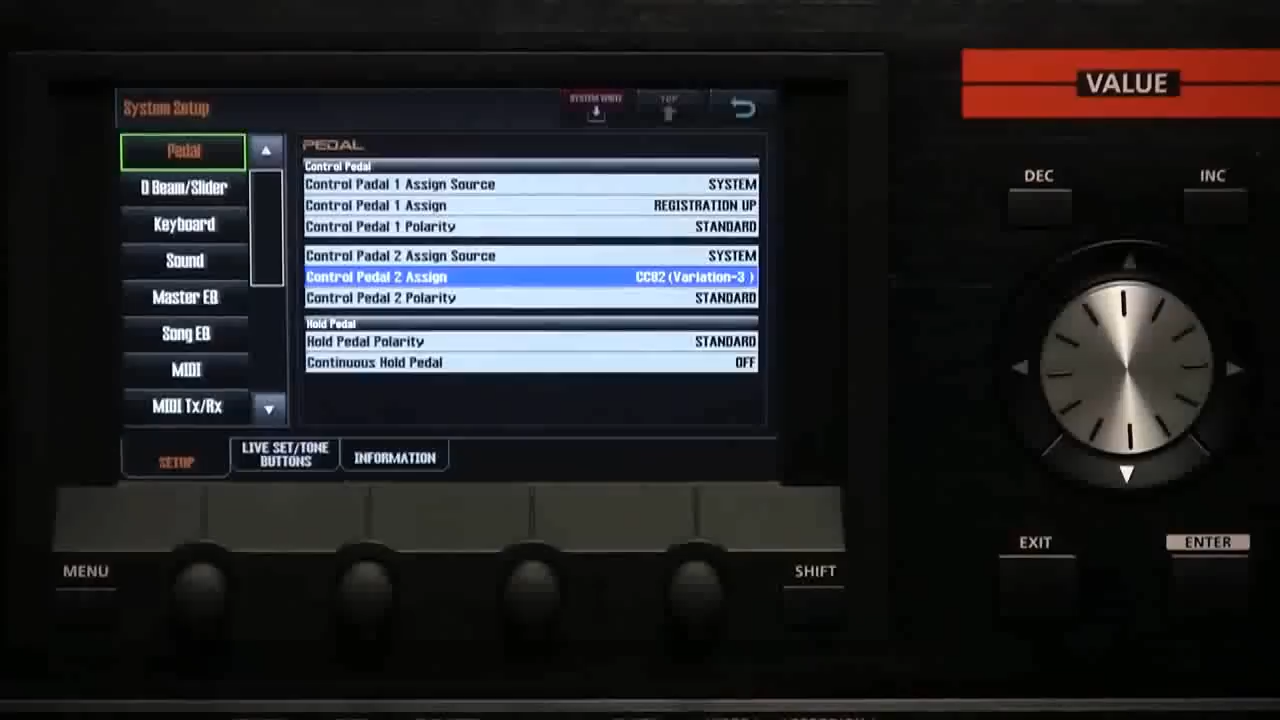 System Setup
SYSTEM WRITE
TOP
VALUE
Pedal
D Beam/Slider
Keyboard
Sound
Master EQ
Song EQ
MIDI
MIDI Tx/Rx
PEDAL
Control Pedal
Control Padal 1 Assign Source SYSTEM
Control Pedal 1 Assign REGISTRATION UP
Control Pedal 1 Polarity STANDARD
Control Padal 2 Assign Source SYSTEM
Control Pedal 2 Assign CC82 (Variation-3 )
Control Pedal 2 Polarity STANDARD
Hold Pedal
Hold Pedal Polarity STANDARD
Continuous Hold Pedal OFF
SETUP
LIVE SET/TONE
BUTTONS
INFORMATION
DEC
INC
MENU
SHIFT
EXIT
ENTER